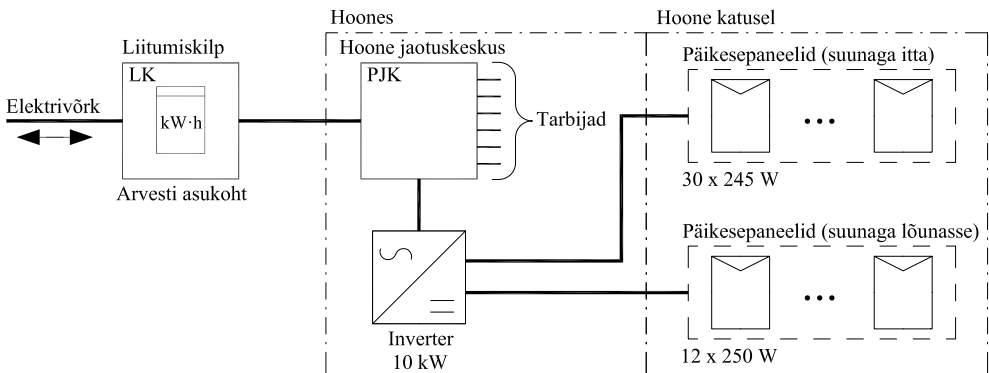 Hoones
Hoone katusel
Liitumiskilp
LK
kW·h
Arvesti asukoht
Elektrivõrk
Hoone jaotuskeskus
PJK
Tarbijad
Inverter
10 kW
Päikesepaneelid (suunaga itta)
30 x 245 W
Päikesepaneelid (suunaga lõunasse)
12 x 250 W